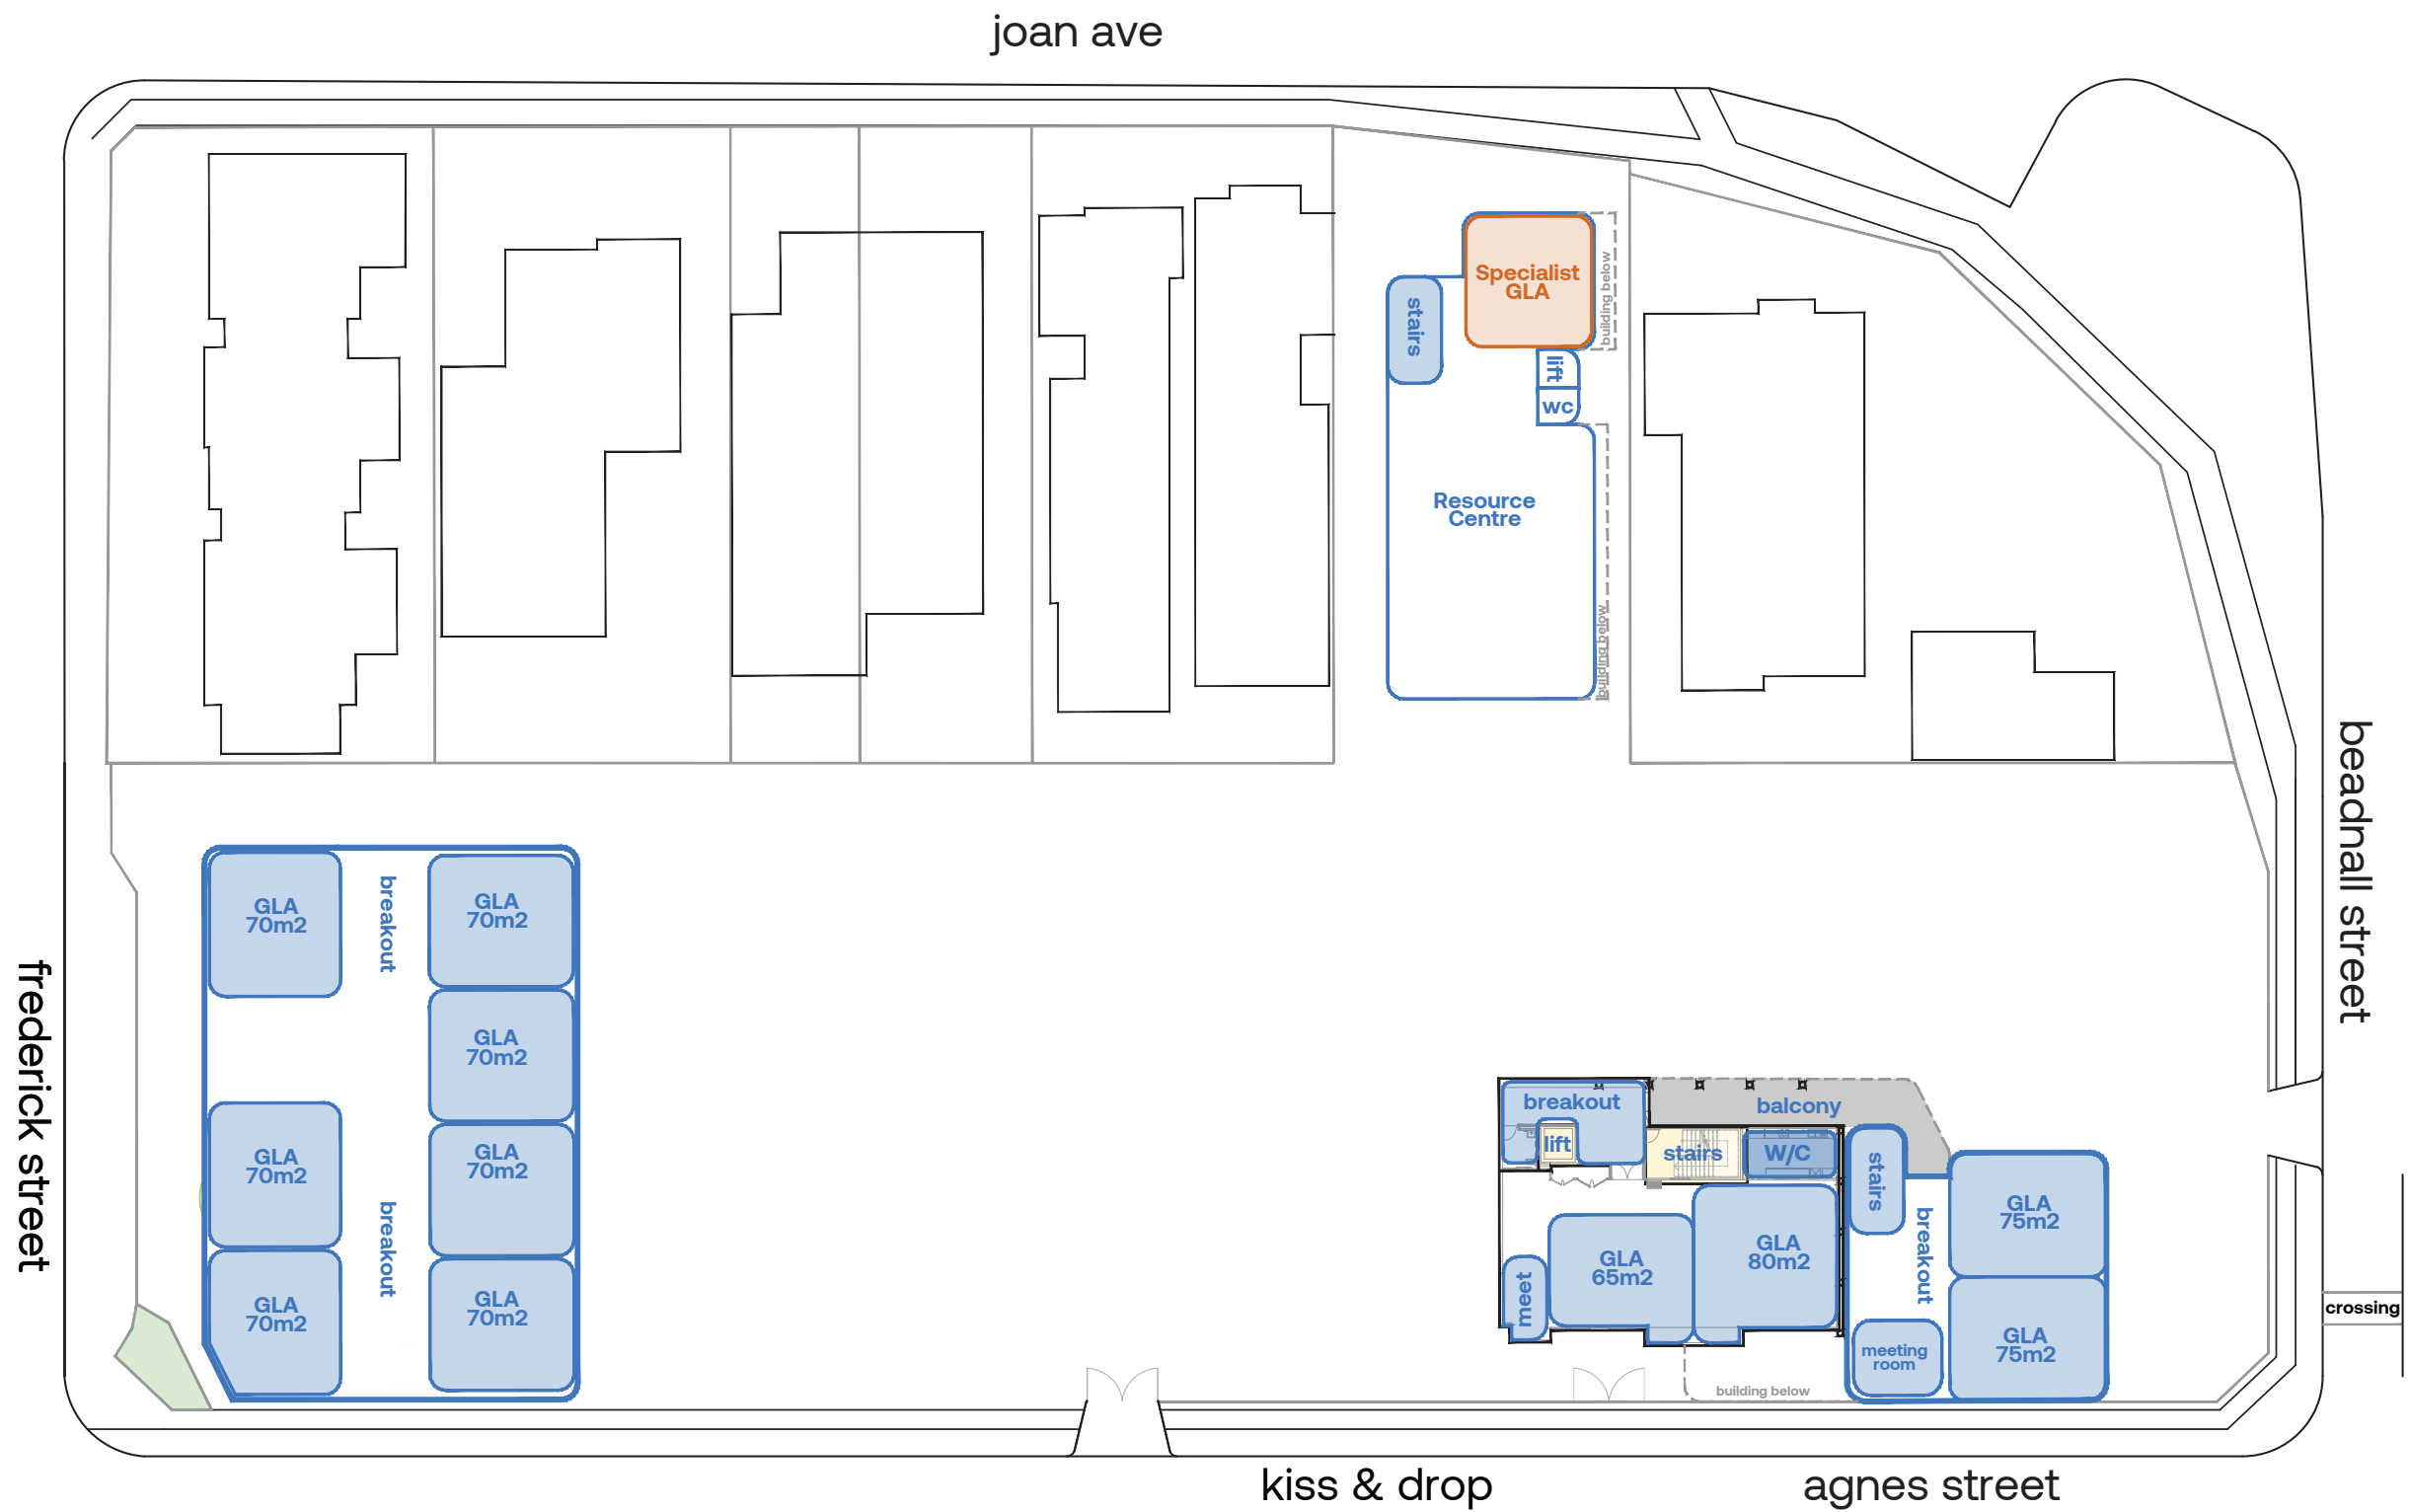 joan ave
Specialist
GLA
building below
stairs
lift
wc
Resource
Centre
building below
beadnall street
frederick street
GLA
70m2
breakout
GLA
70m2
GLA
70m2
GLA
70m2
GLA
70m2
breakout
GLA
70m2
GLA
70m2
breakout
balcony
lift
stairs
W/C
stairs
GLA
75m2
breakout
GLA
65m2
GLA
80m2
meet
meeting
room
GLA
75m2
building below
crossing
kiss & drop
agnes street